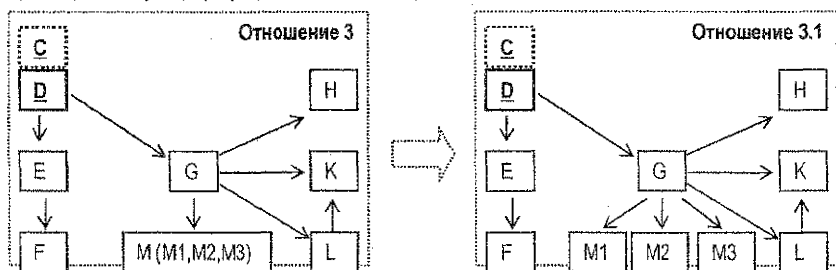 Отношение 3
C
D
H
E
G
K
F
M (M1,M2,M3)
L
Отношение 3.1
C
D
H
E
G
K
F
M1
M2
M3
L